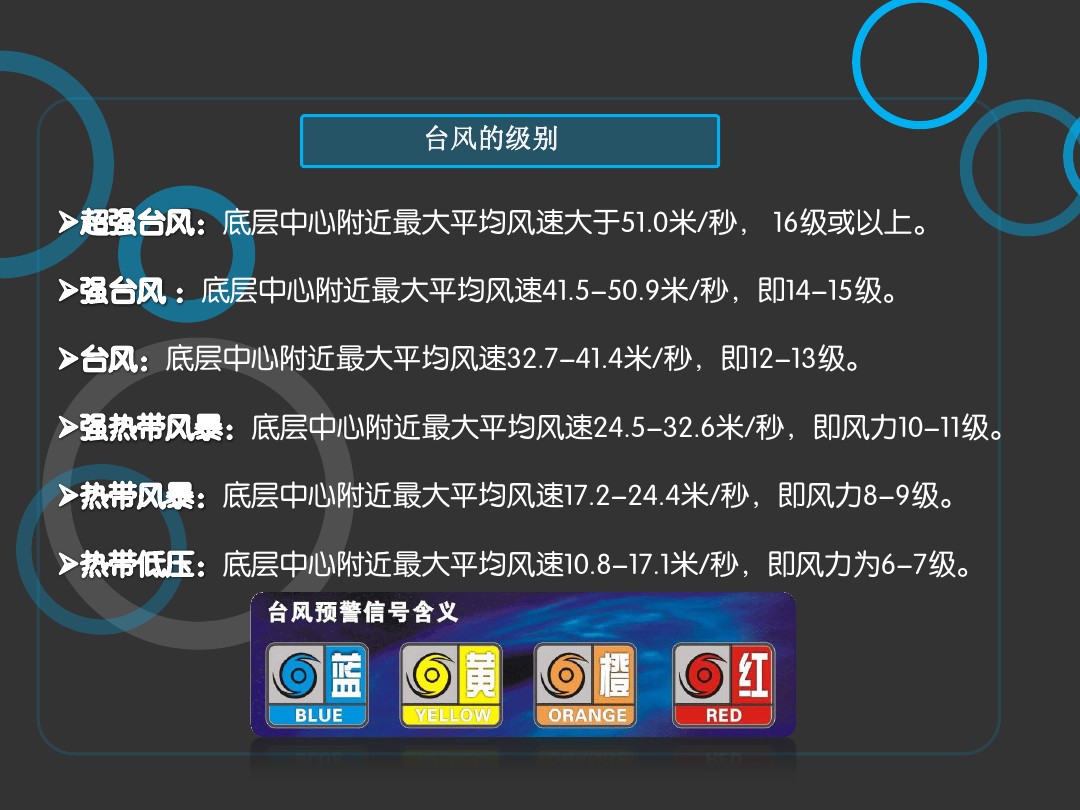 台风的级别
➢超强台风：底层中心附近最大平均风速大于51.0米/秒， 16级或以上。
➢强台风 ：底层中心附近最大平均风速41.5-50.9米/秒，即14-15级。
➢台风：底层中心附近最大平均风速32.7-41.4米/秒，即12-13级。
➢强热带风暴：底层中心附近最大平均风速24.5-32.6米/秒，即风力10-11级。
➢热带风暴：底层中心附近最大平均风速17.2-24.4米/秒，即风力8-9级。
➢热带低压：底层中心附近最大平均风速10.8-17.1米/秒，即风力为6-7级。
台风预警信号含义
蓝 黄 橙 红
BLUE YELLOW ORANGE RED